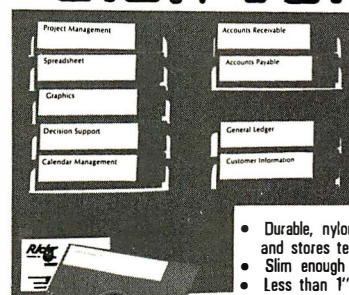 Project Management
Spreadsheet
Graphics
Decision Support
Calendar Management
Accounts Receivable
Accounts Payable
General Ledger
Customer Information
• Durable, nylon
and stores te
• Slim enough
• Less than 1"